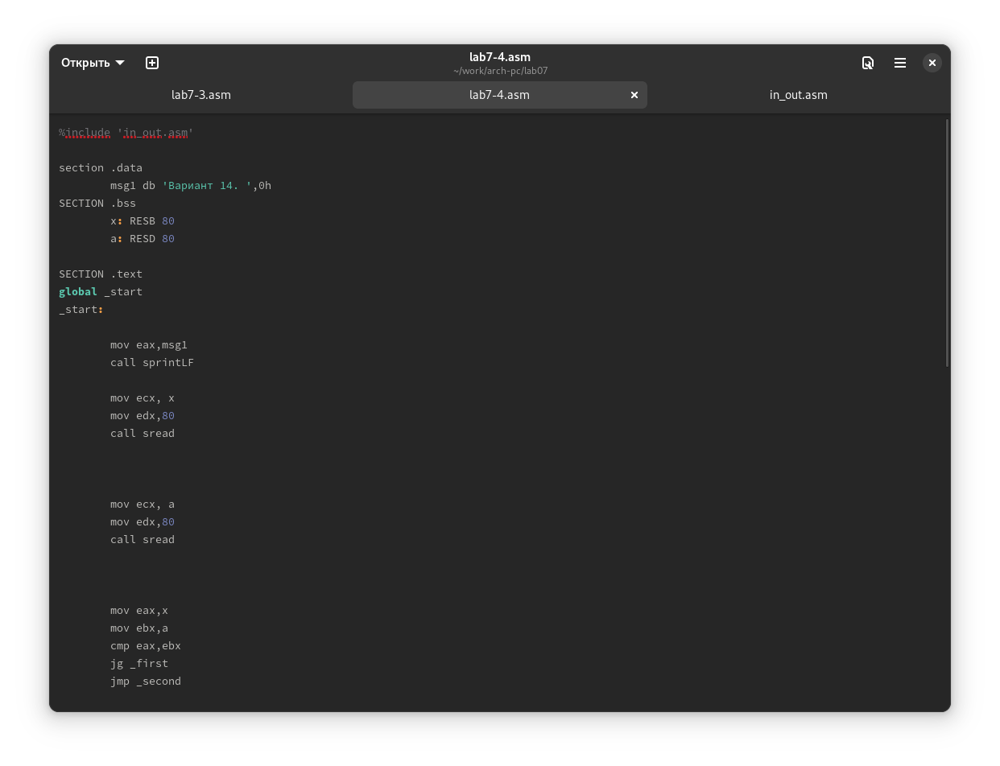 Открыть
lab7-4.asm
~/work/arch-pc/lab07
lab7-3.asm
lab7-4.asm
in_out.asm
%include 'in_out.asm'
section .data
msg1 db 'Вариант 14. ',0h
SECTION .bss
x: RESB 80
a: RESD 80
SECTION .text
global _start
_start:
mov eax,msg1
call sprintLF
mov ecx, x
mov edx,80
call sread
mov ecx, a
mov edx,80
call sread
mov eax,x
mov ebx,a
cmp eax,ebx
jg _first
jmp _second